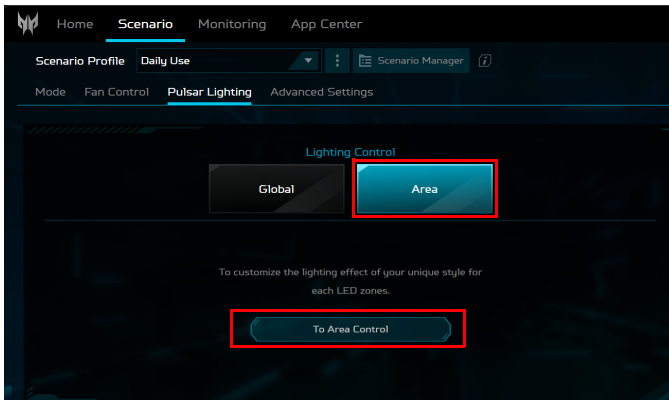 Home Scenario Monitoring App Center
Scenario Profile Daily Use Scenario Manager i
Mode Fan Control Pulsar Lighting Advanced Settings
Lighting Control
Global Area
To customize the lighting effect of your unique style for
each LED zones.
To Area Control